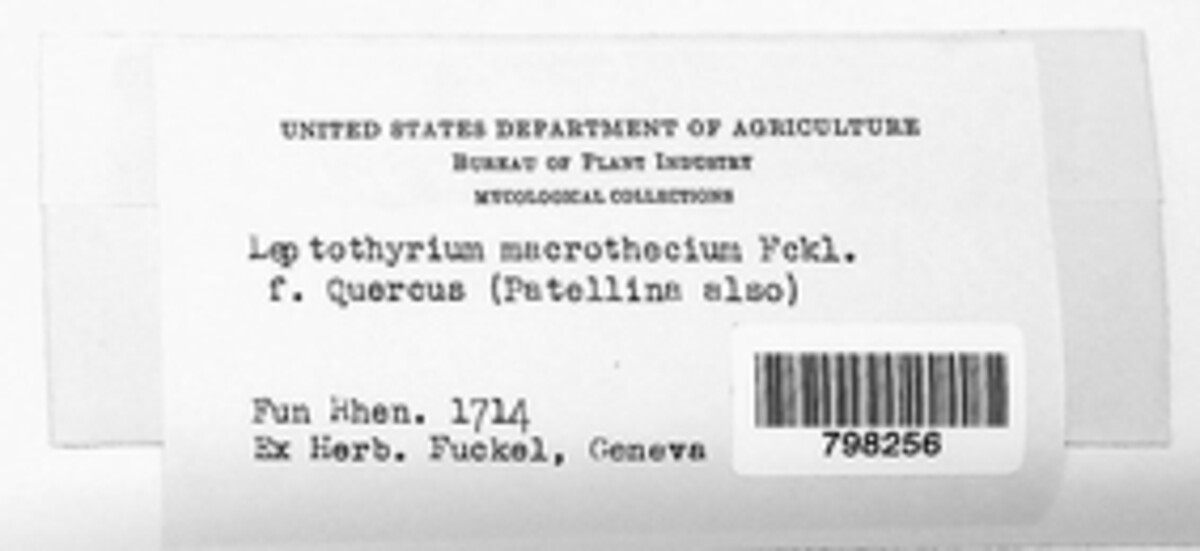 UNITED STATES DEPARTMENT OF AGRICULTURE
BUREAU OF PLANT INDUSTRY
MYCOLOGICAL COLLECTIONS
Leptothyrium macrothecium Fckl.
f. Quercus (Patellina also)
Fun Rhen. 1714
Ex Herb. Fuckel, Geneva
798256